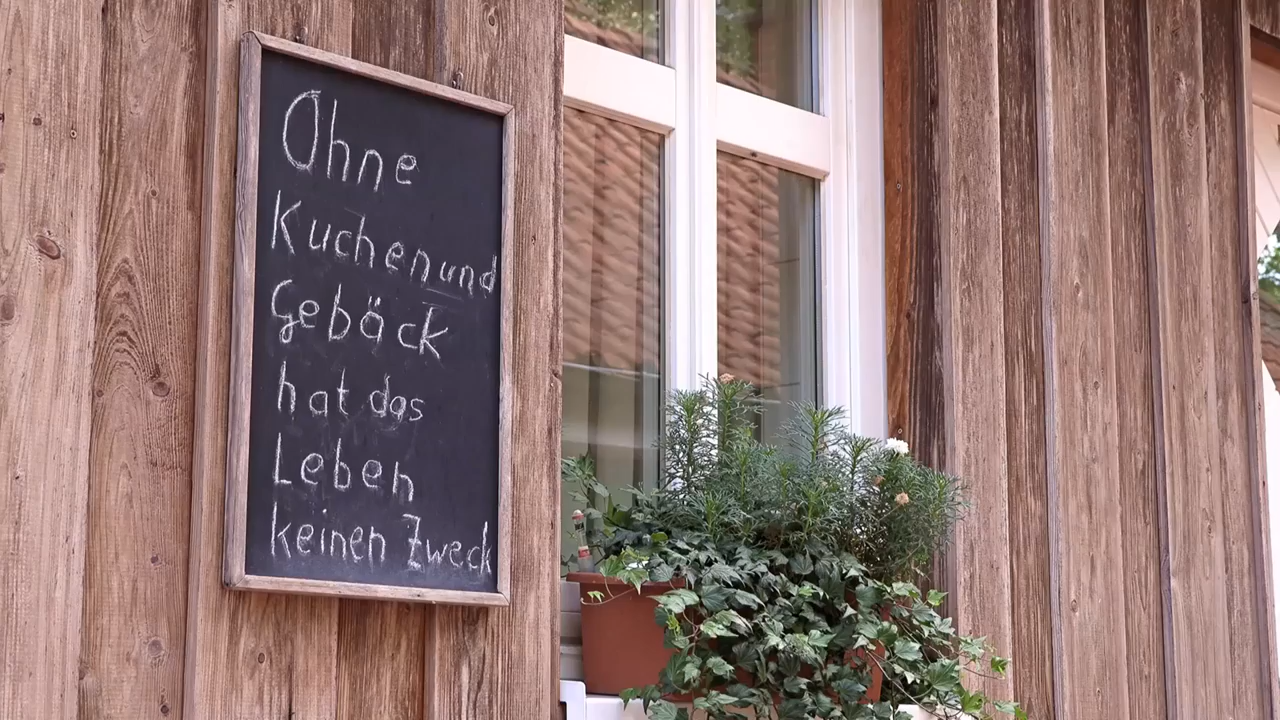 Ohne
Kuchen und
Gebäck
hat das
Leben
keinen Zweck